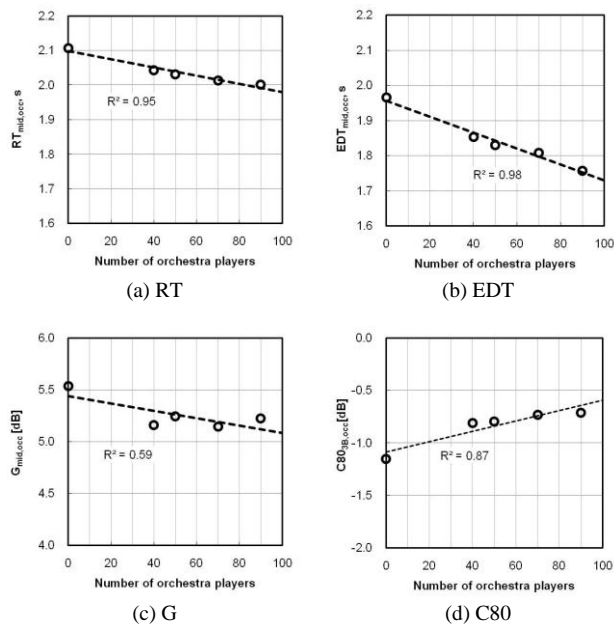 2.2
2.1
2.0
1.9
1.8
1.7
1.6
RTmid,occ, s
R² = 0.95
0 20 40 60 80 100
Number of orchestra players
(a) RT
2.2
2.1
2.0
1.9
1.8
1.7
1.6
EDTmid,occ, s
R² = 0.98
0 20 40 60 80 100
Number of orchestra players
(b) EDT
6.0
5.5
5.0
4.5
4.0
Gmid,occ [dB]
R² = 0.59
0 20 40 60 80 100
Number of orchestra players
(c) G
0.0
-0.5
-1.0
-1.5
-2.0
C803B,occ[dB]
R² = 0.87
0 20 40 60 80 100
Number of orchestra players
(d) C80